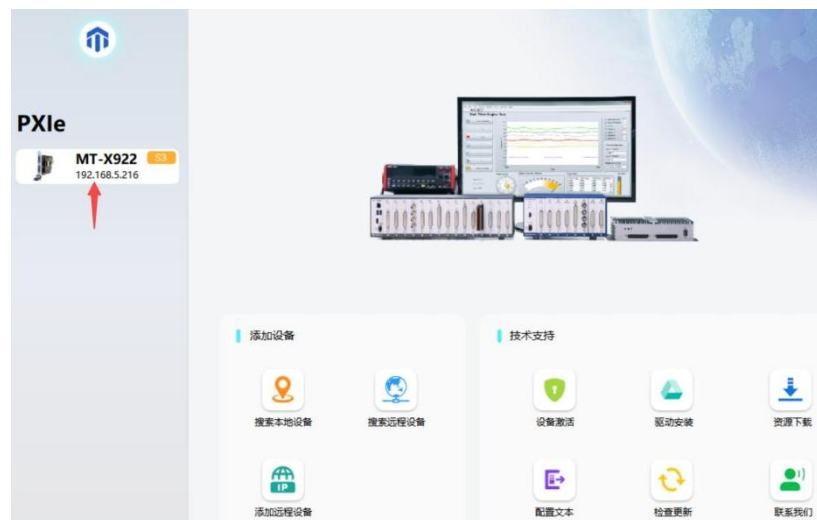 PXIe
MT-X922 S3
192.168.5.216
添加设备
搜索本地设备
搜索远程设备
添加远程设备
技术支持
设备激活
驱动安装
资源下载
配置文本
检查更新
联系我们
IP